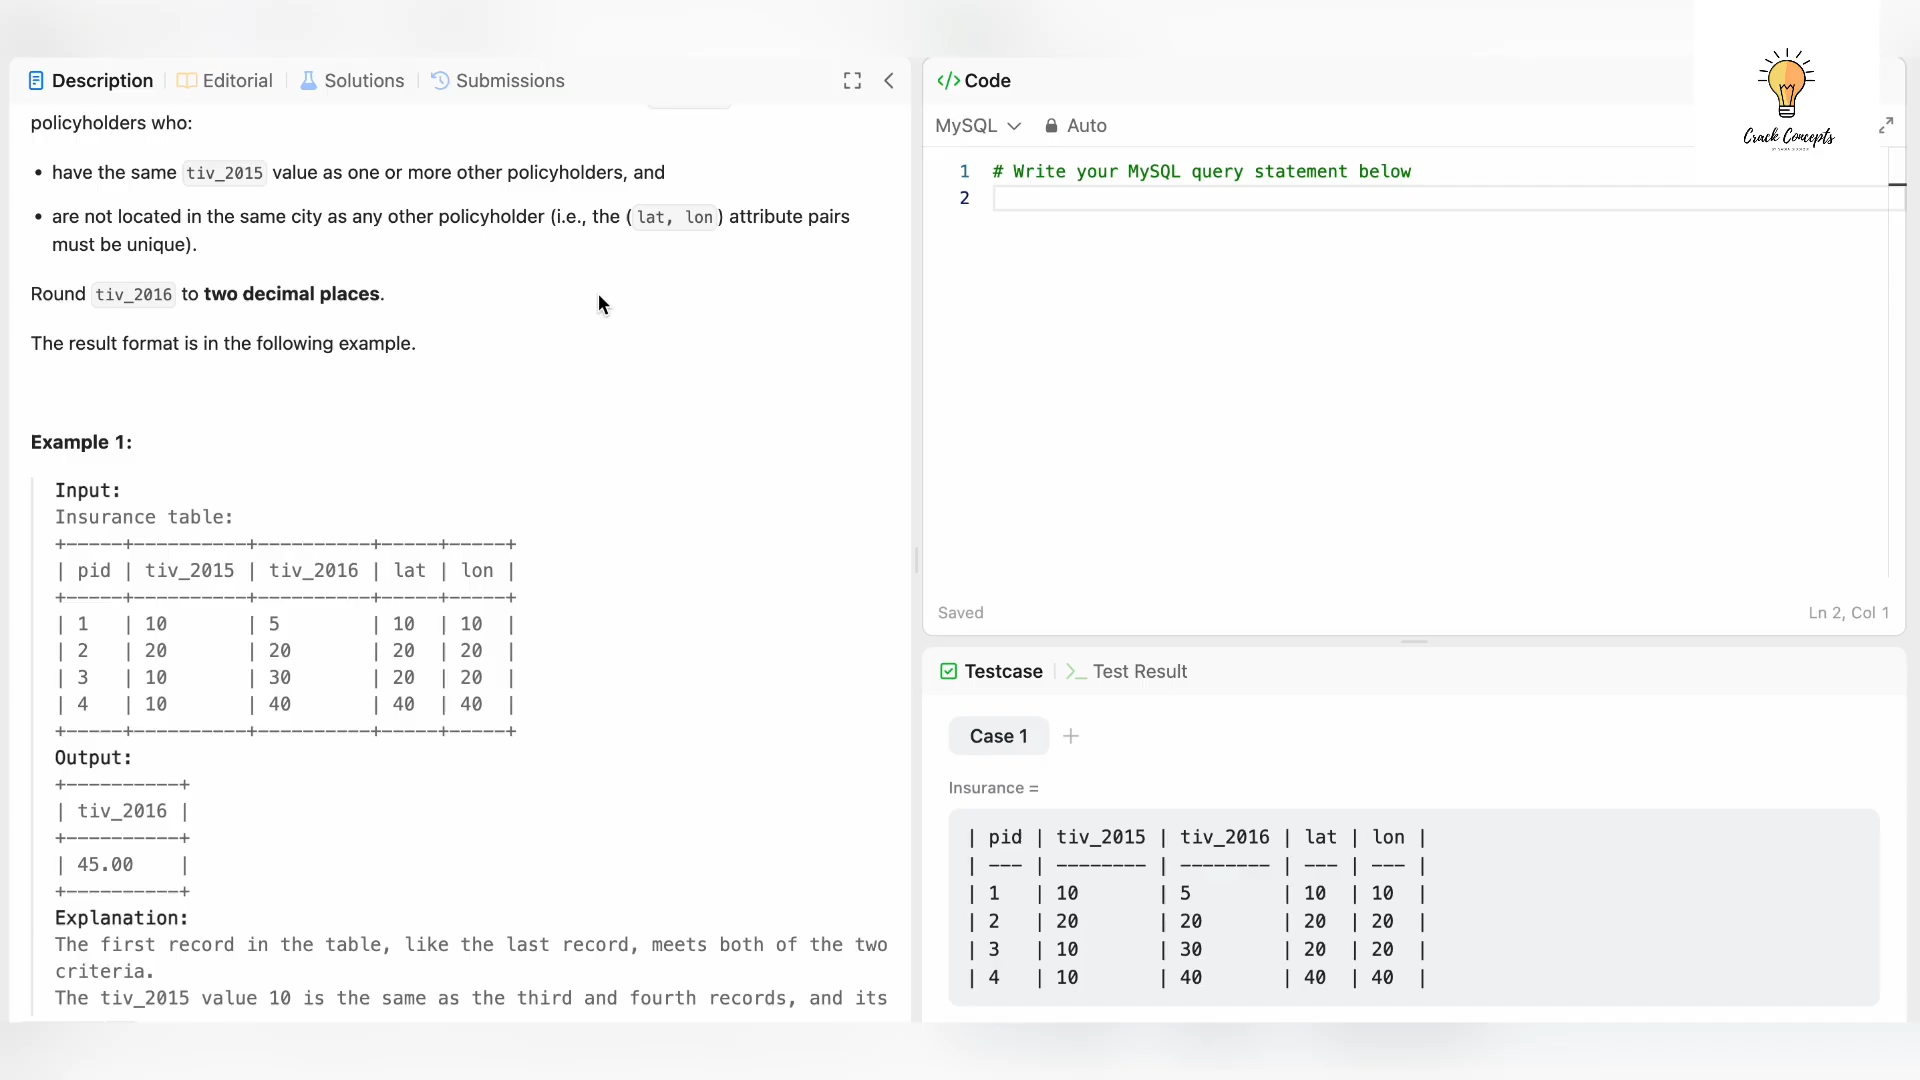 Description
Editorial
Solutions
Submissions
policyholders who:
• have the same tiv_2015 value as one or more other policyholders, and
• are not located in the same city as any other policyholder (i.e., the (lat, lon) attribute pairs
must be unique).
Round tiv_2016 to two decimal places.
The result format is in the following example.
Example 1:
Input:
Insurance table:
+-----+----------+----------+-----+-----+
| pid | tiv_2015 | tiv_2016 | lat | lon |
+-----+----------+----------+-----+-----+
| 1   | 10       | 5        | 10  | 10  |
| 2   | 20       | 20       | 20  | 20  |
| 3   | 10       | 30       | 20  | 20  |
| 4   | 10       | 40       | 40  | 40  |
+-----+----------+----------+-----+-----+
Output:
+----------+
| tiv_2016 |
+----------+
| 45.00    |
+----------+
Explanation:
The first record in the table, like the last record, meets both of the two
criteria.
The tiv_2015 value 10 is the same as the third and fourth records, and its
</> Code
MySQL
Auto
1 # Write your MySQL query statement below
2
Saved
Ln 2, Col 1
Testcase
>_ Test Result
Case 1 +
Insurance =
| pid | tiv_2015 | tiv_2016 | lat | lon |
| --- | -------- | -------- | --- | --- |
| 1   | 10       | 5        | 10  | 10  |
| 2   | 20       | 20       | 20  | 20  |
| 3   | 10       | 30       | 20  | 20  |
| 4   | 10       | 40       | 40  | 40  |
Crack Concepts